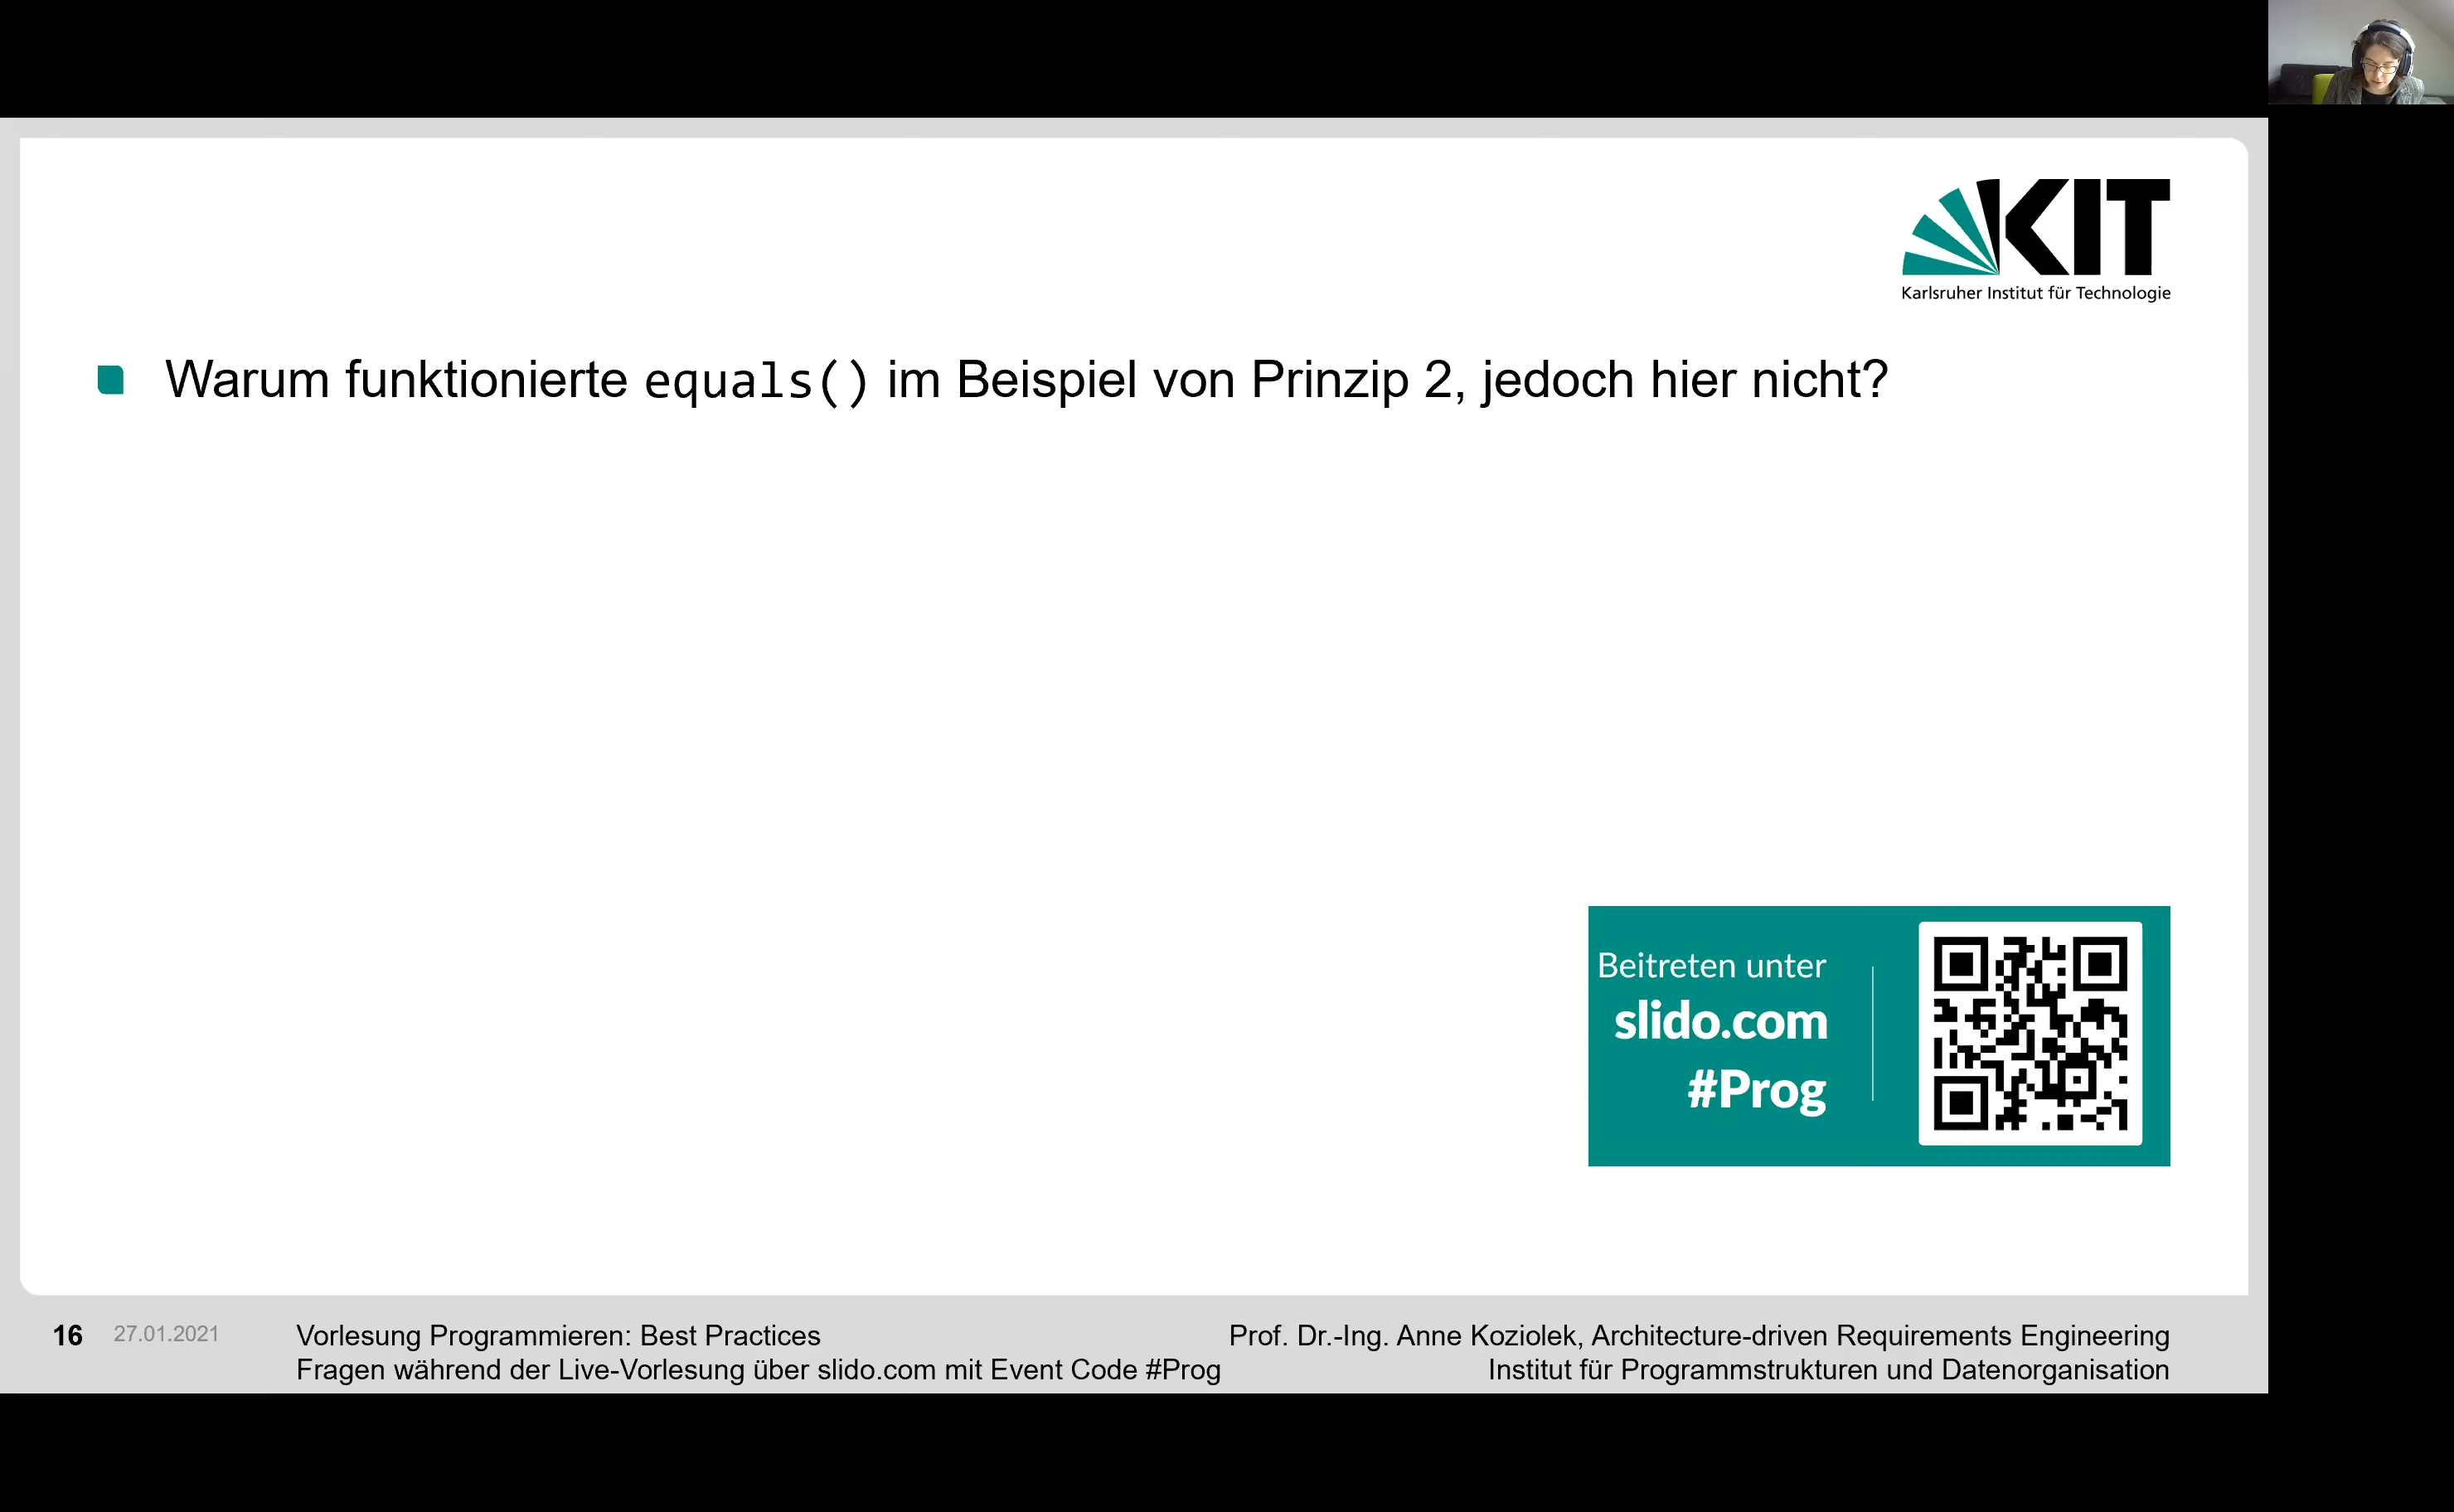 KIT
Karlsruher Institut für Technologie
Warum funktionierte equals() im Beispiel von Prinzip 2, jedoch hier nicht?
Beitreten unter
slido.com
#Prog
16 27.01.2021 Vorlesung Programmieren: Best Practices
Fragen während der Live-Vorlesung über slido.com mit Event Code #Prog
Prof. Dr.-Ing. Anne Koziolek, Architecture-driven Requirements Engineering
Institut für Programmstrukturen und Datenorganisation